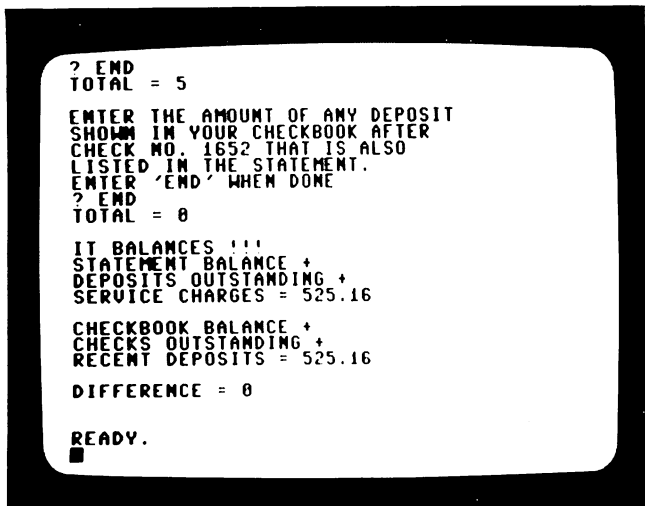 ? END
TOTAL = 5
ENTER THE AMOUNT OF ANY DEPOSIT
SHOWN IN YOUR CHECKBOOK AFTER
CHECK NO. 1652 THAT IS ALSO
LISTED IN THE STATEMENT.
ENTER 'END' WHEN DONE
? END
TOTAL = 0
IT BALANCES !!!
STATEMENT BALANCE +
DEPOSITS OUTSTANDING +
SERVICE CHARGES = 525.16
CHECKBOOK BALANCE +
CHECKS OUTSTANDING +
RECENT DEPOSITS = 525.16
DIFFERENCE = 0
READY.